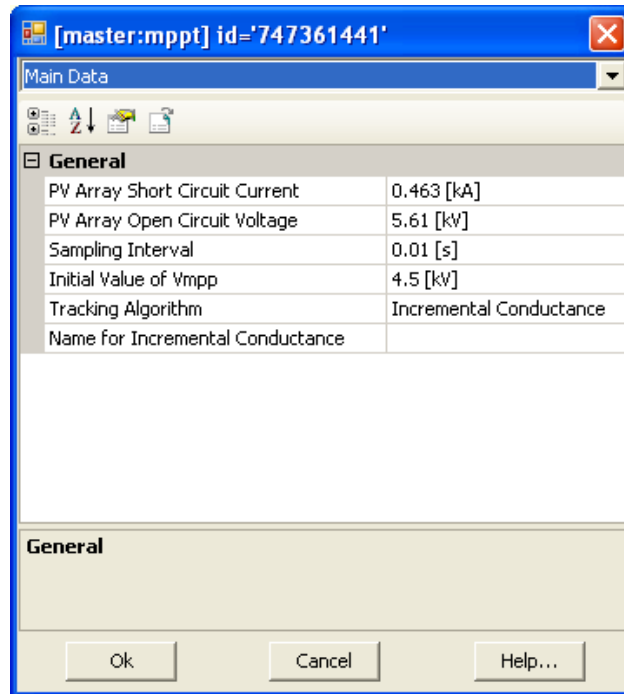 [master:mppt] id='747361441'
Main Data
General
PV Array Short Circuit Current 0.463 [kA]
PV Array Open Circuit Voltage 5.61 [kV]
Sampling Interval 0.01 [s]
Initial Value of Vmpp 4.5 [kV]
Tracking Algorithm Incremental Conductance
Name for Incremental Conductance
General
Ok Cancel Help...